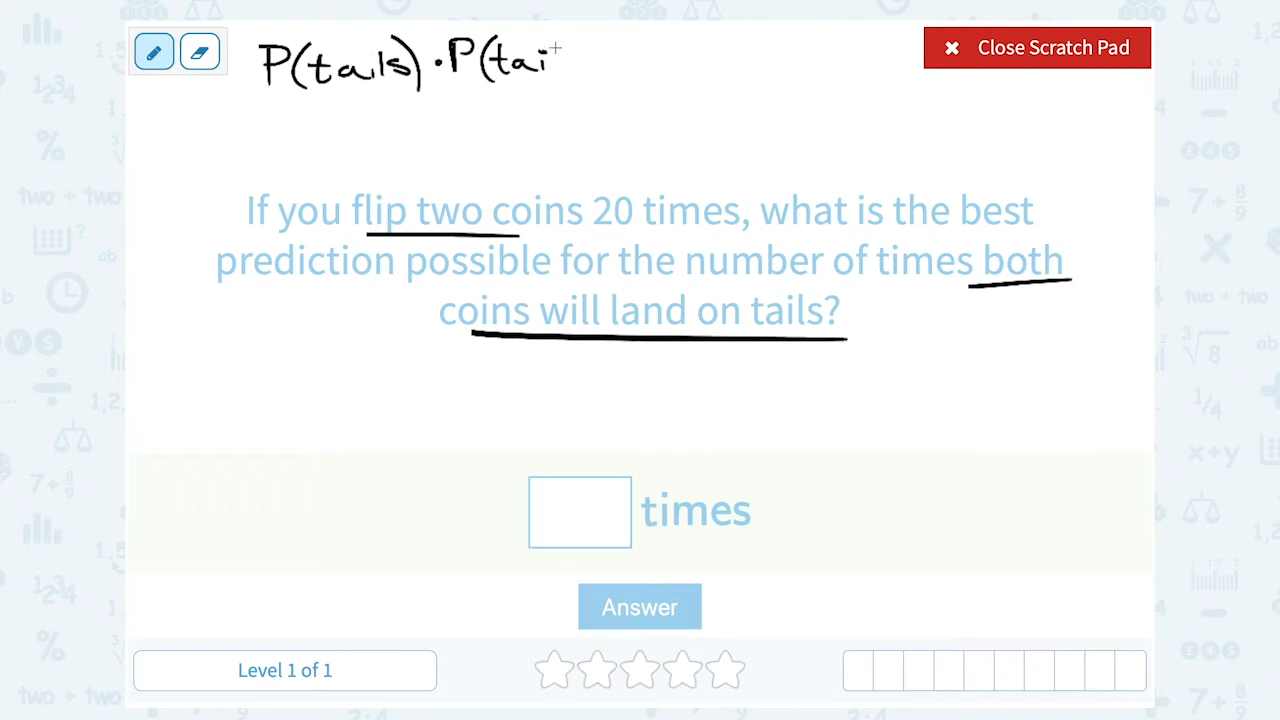 P(tails) · P(tai
✖ Close Scratch Pad
If you flip two coins 20 times, what is the best
prediction possible for the number of times both
coins will land on tails?
times
Answer
Level 1 of 1